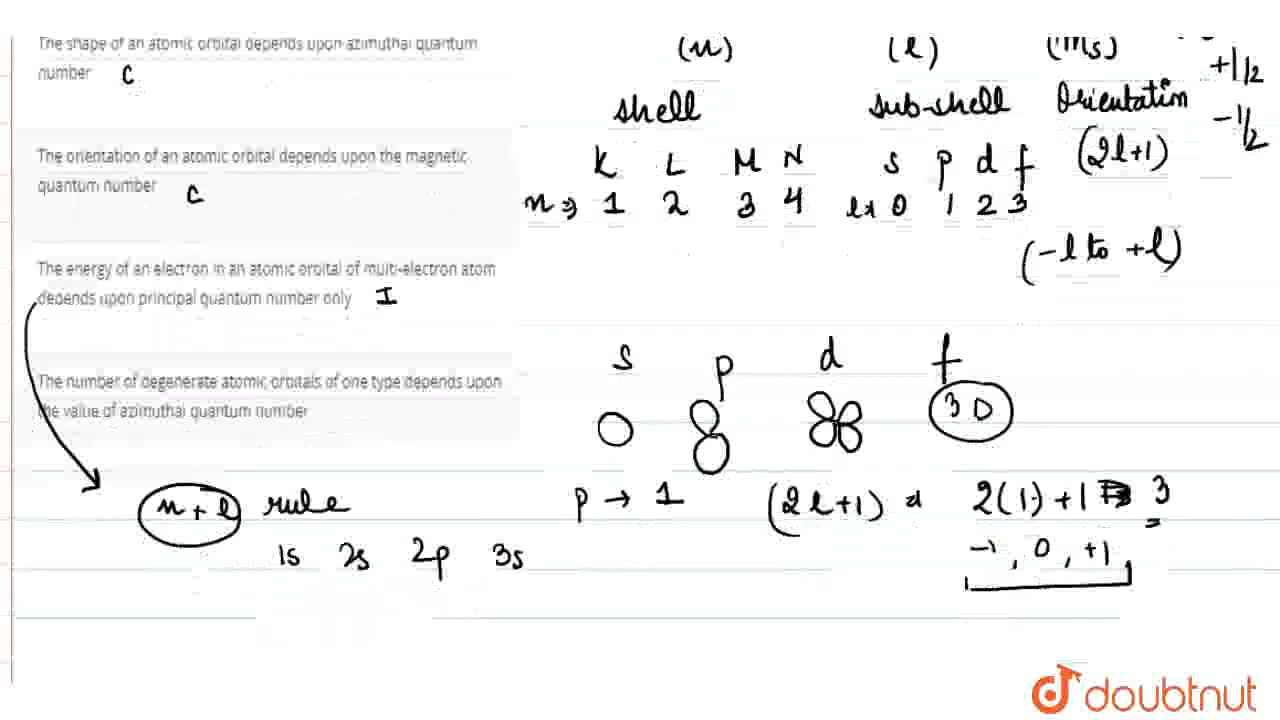 The shape of an atomic orbital depends upon azimuthal quantum
number C
The orientation of an atomic orbital depends upon the magnetic
quantum number C
The energy of an electron in an atomic orbital of multi-electron atom
depends upon principal quantum number only I
The number of degenerate atomic orbitals of one type depends upon
the value of azimuthal quantum number
(n) (l) (ms)
+1/2
shell sub-shell Orientation
-1/2
K L M N s p d f (2l+1)
n ⇒ 1 2 3 4 l → 0 1 2 3
(-l to +l)
s p d f
3D
p → 1 (2l+1) ⇒ 2(1)+1 = 3
-1, 0, +1
n+l rule
1s 2s 2p 3s
doubtnut